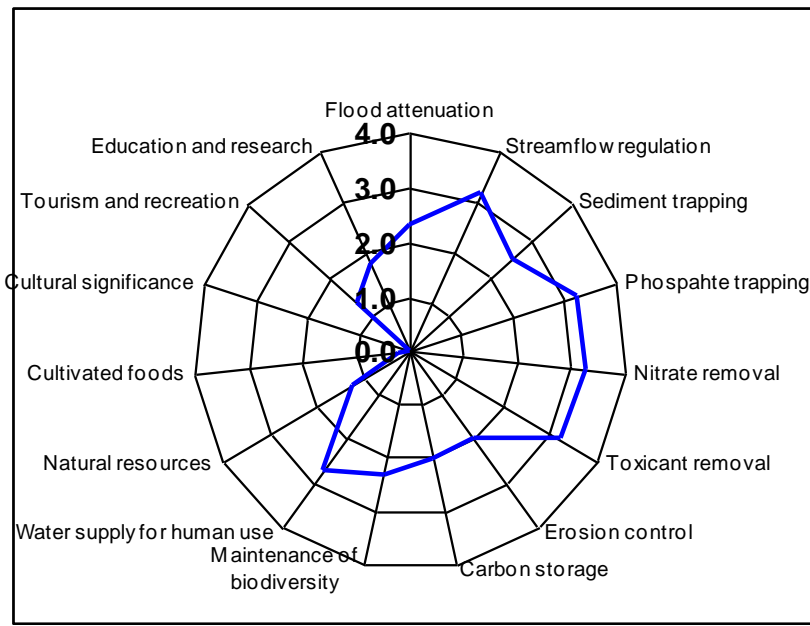 Flood attenuation
4.0
Education and research
Streamflow regulation
3.0
Tourism and recreation
Sediment trapping
2.0
Cultural significance
Phospahte trapping
1.0
0.0
Cultivated foods
Nitrate removal
Natural resources
Toxicant removal
Water supply for human use
Erosion control
Maintenance of
biodiversity
Carbon storage